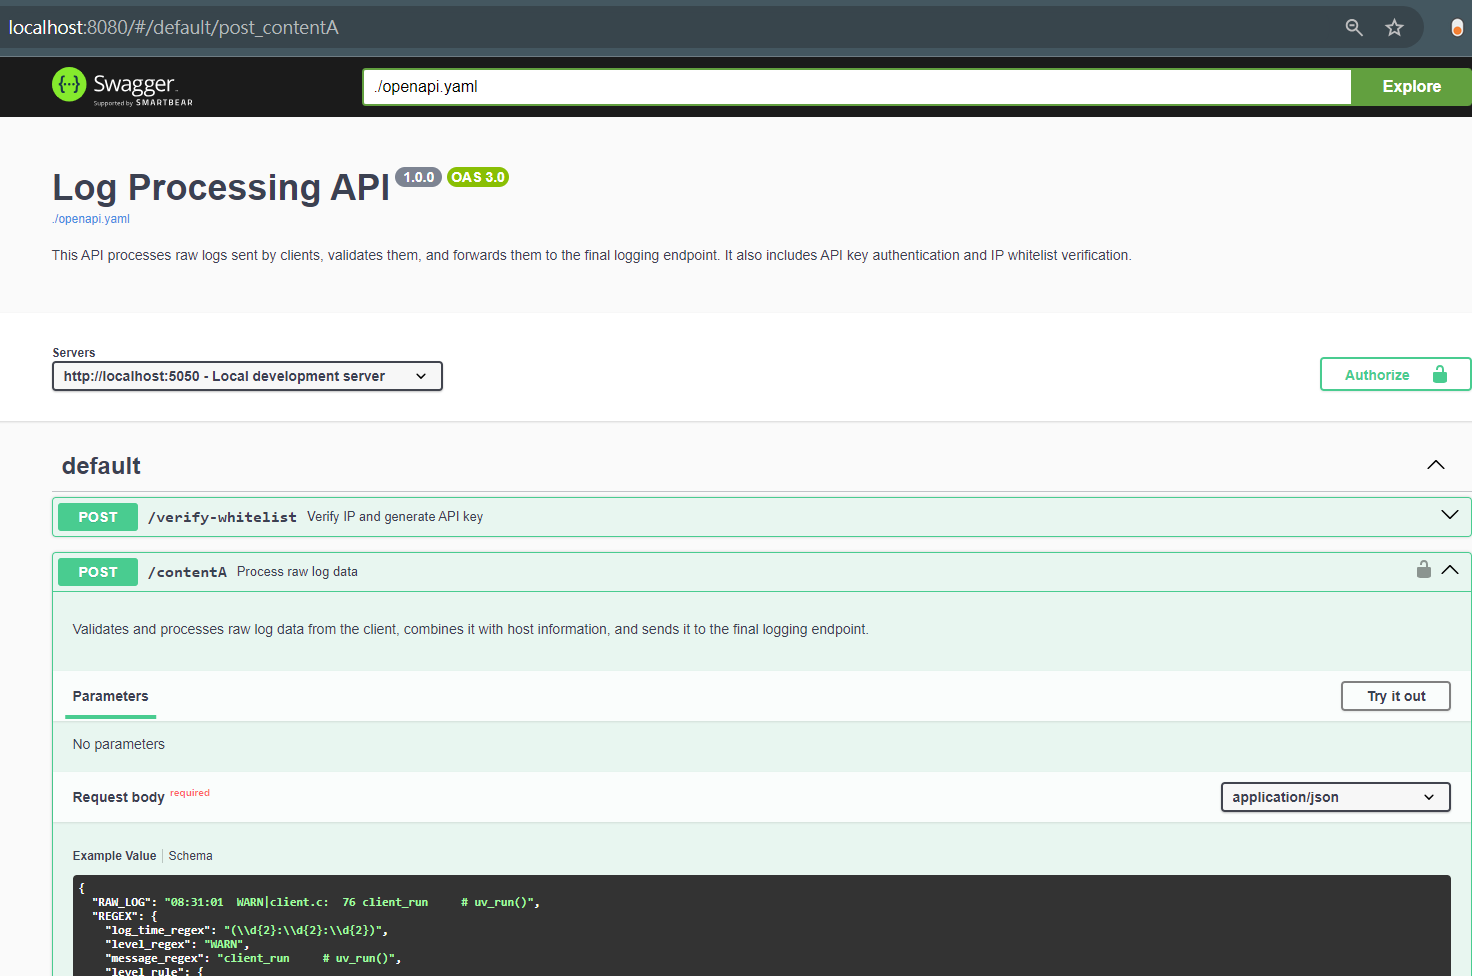 localhost:8080/#/default/post_contentA
Swagger
Supported by SMARTBEAR
./openapi.yaml
Explore
Log Processing API 1.0.0 OAS 3.0
./openapi.yaml
This API processes raw logs sent by clients, validates them, and forwards them to the final logging endpoint. It also includes API key authentication and IP whitelist verification.
Servers
http://localhost:5050 - Local development server
Authorize
default
POST /verify-whitelist Verify IP and generate API key
POST /contentA Process raw log data
Validates and processes raw log data from the client, combines it with host information, and sends it to the final logging endpoint.
Parameters
Try it out
No parameters
Request body required
application/json
Example Value | Schema
{
  "RAW_LOG": "08:31:01  WARN|client.c:  76 client_run     # uv_run()",
  "REGEX": {
    "log_time_regex": "(\\d{2}:\\d{2}:\\d{2})",
    "level_regex": "WARN",
    "message_regex": "client_run     # uv_run()",
    "level_rule": {